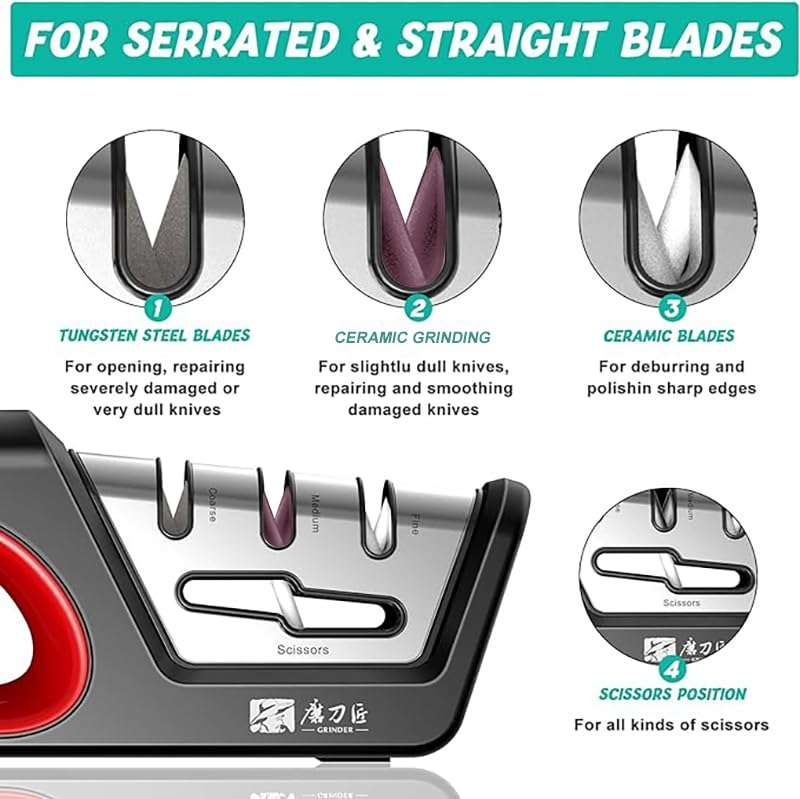 FOR SERRATED & STRAIGHT BLADES
1
TUNGSTEN STEEL BLADES
For opening, repairing
severely damaged or
very dull knives
2
CERAMIC GRINDING
For slightlu dull knives,
repairing and smoothing
damaged knives
3
CERAMIC BLADES
For deburring and
polishin sharp edges
Coarse
Medium
Fine
Scissors
磨刀匠
GRINDER
Scissors
磨刀匠
4
SCISSORS POSITION
For all kinds of scissors